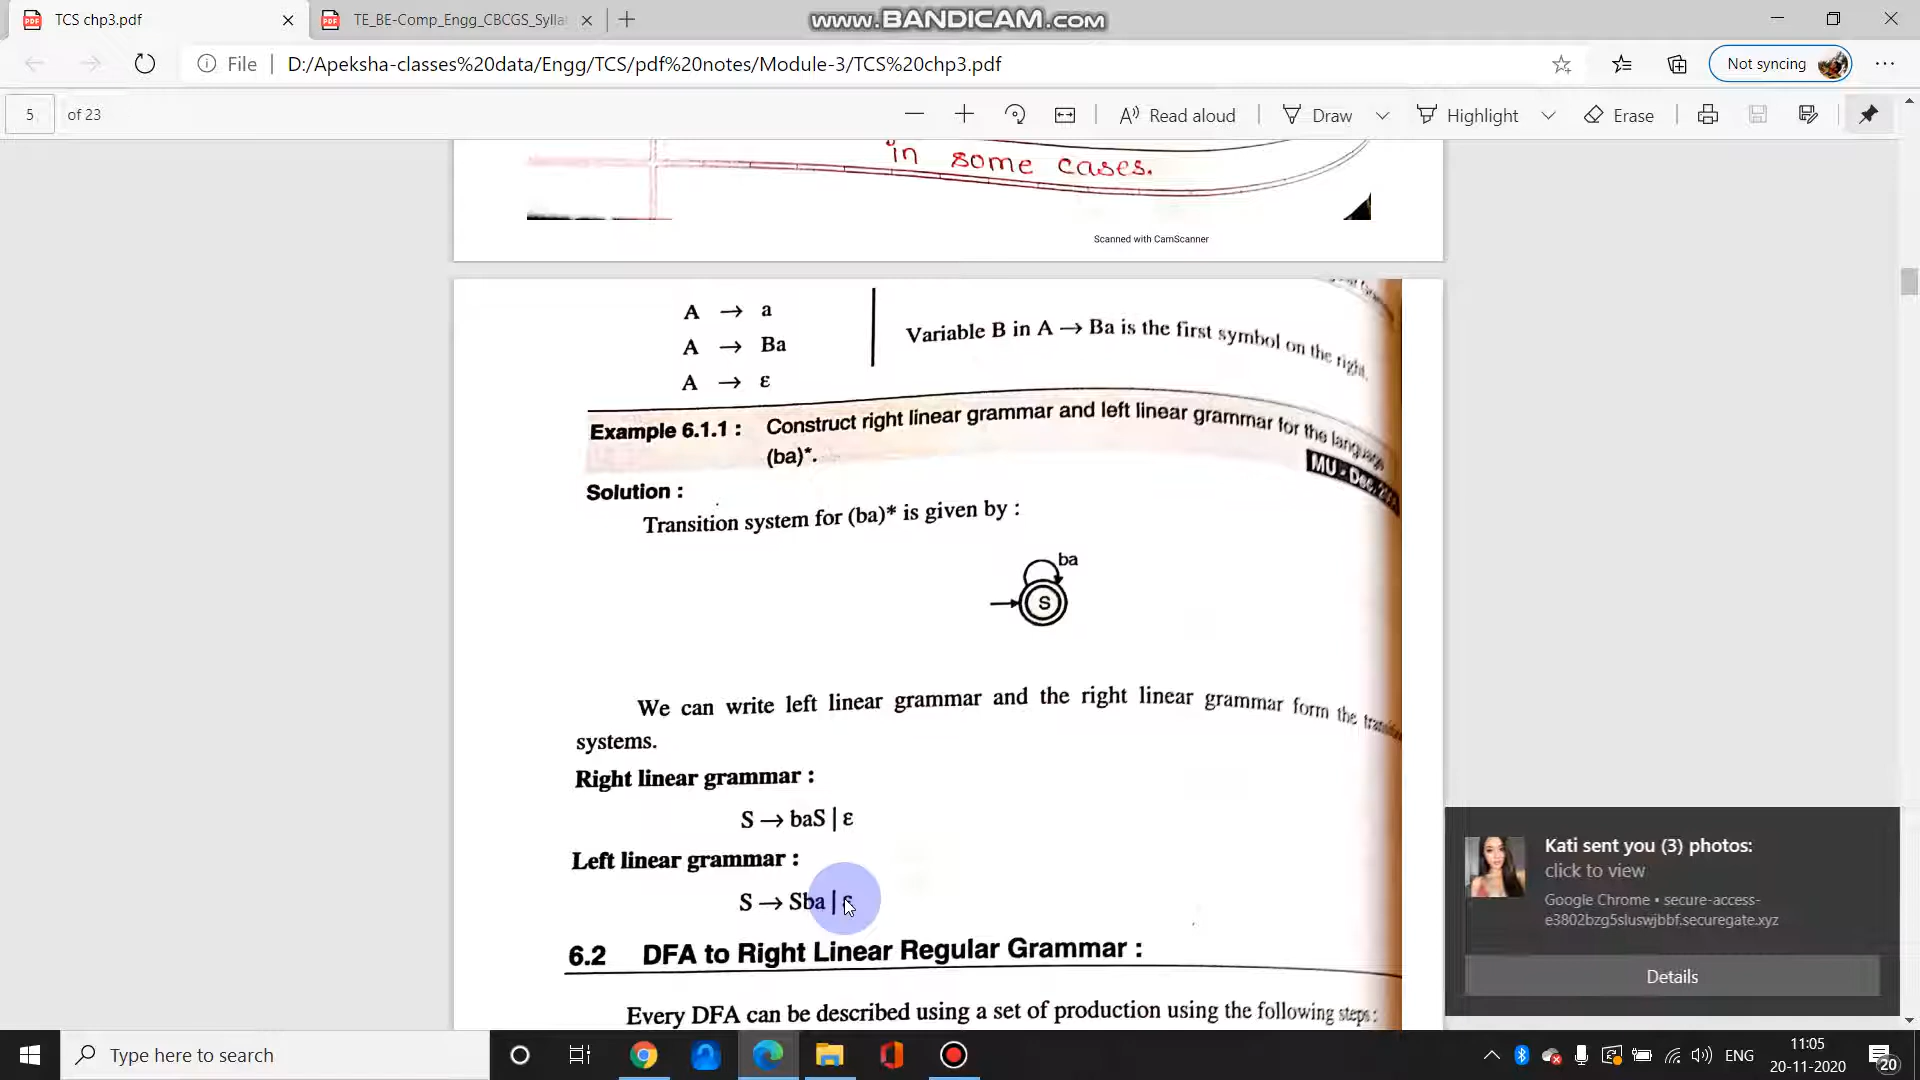 TCS chp3.pdf
TE_BE-Comp_Engg_CBCGS_Sylla
www.BANDICAM.com
File
D:/Apeksha-classes%20data/Engg/TCS/pdf%20notes/Module-3/TCS%20chp3.pdf
Not syncing
5 of 23
Read aloud
Draw
Highlight
Erase
in some cases.
Scanned with CamScanner
A → a
A → Ba
A → ε
Variable B in A → Ba is the first symbol on the right.
Example 6.1.1 : Construct right linear grammar and left linear grammar for the language
(ba)*.
MU - Dec.
Solution :
Transition system for (ba)* is given by :
ba
S
We can write left linear grammar and the right linear grammar form the
systems.
Right linear grammar :
S → baS | ε
Left linear grammar :
S → Sba | ε
6.2 DFA to Right Linear Regular Grammar :
Every DFA can be described using a set of production using the following steps:
Kati sent you (3) photos:
click to view
Google Chrome • secure-access-
e3802bzg5sluswjbbf.securegate.xyz
Details
Type here to search
ENG
11:05
20-11-2020
20